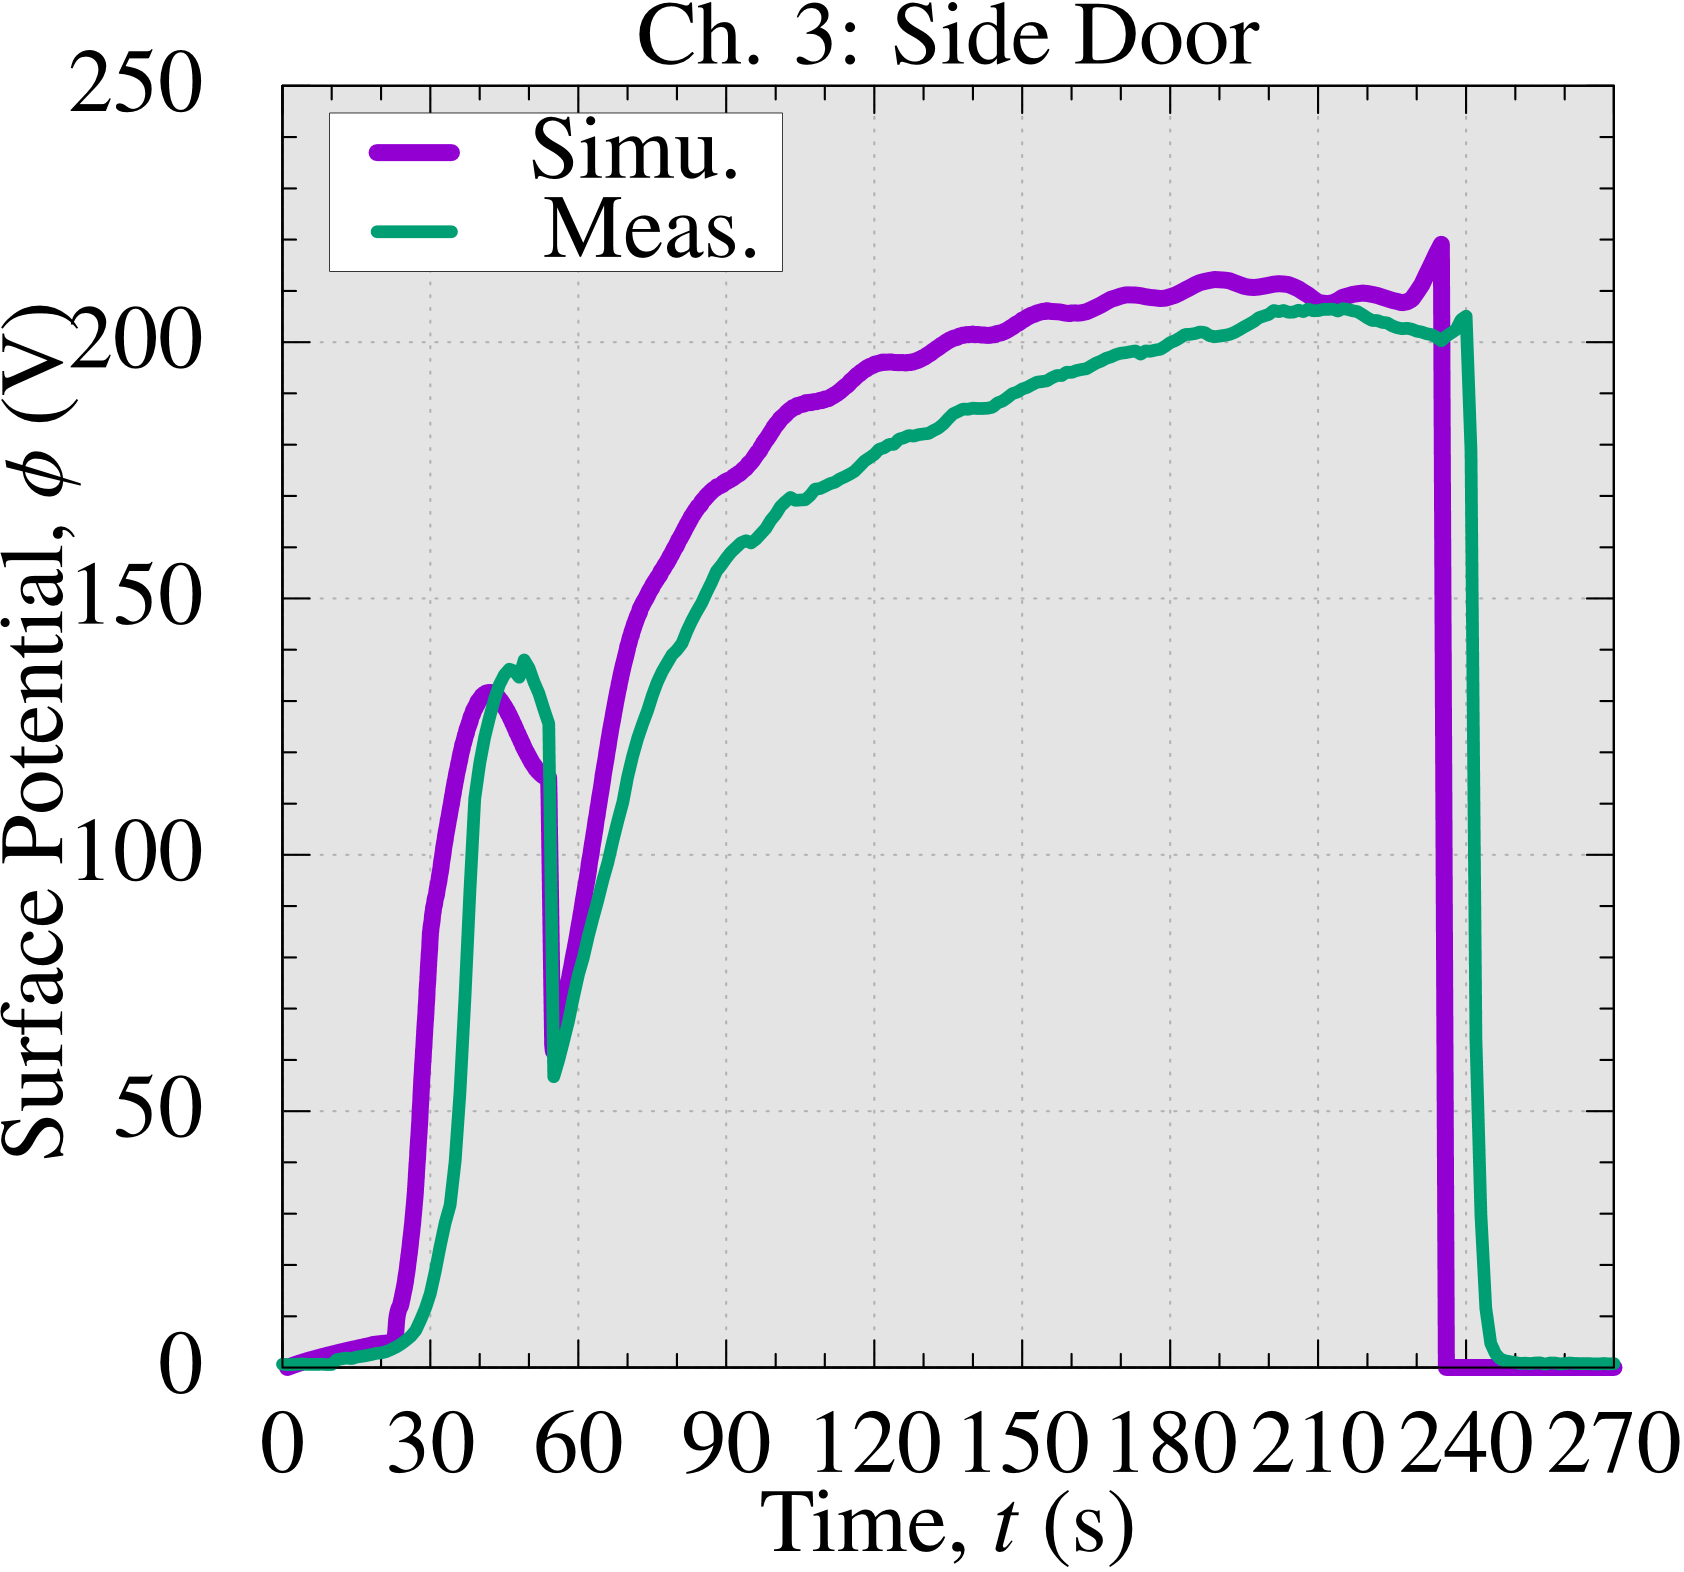 Ch. 3: Side Door
Simu.
Meas.
250
200
150
100
50
0
Surface Potential, ϕ (V)
0 30 60 90 120 150 180 210 240 270
Time, t (s)